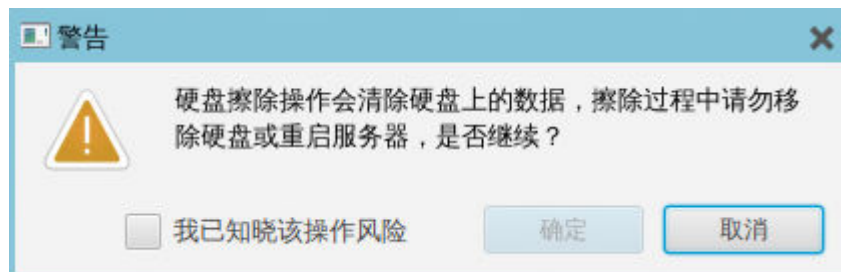 警告
硬盘擦除操作会清除硬盘上的数据，擦除过程中请勿移
除硬盘或重启服务器，是否继续？
我已知晓该操作风险 确定 取消